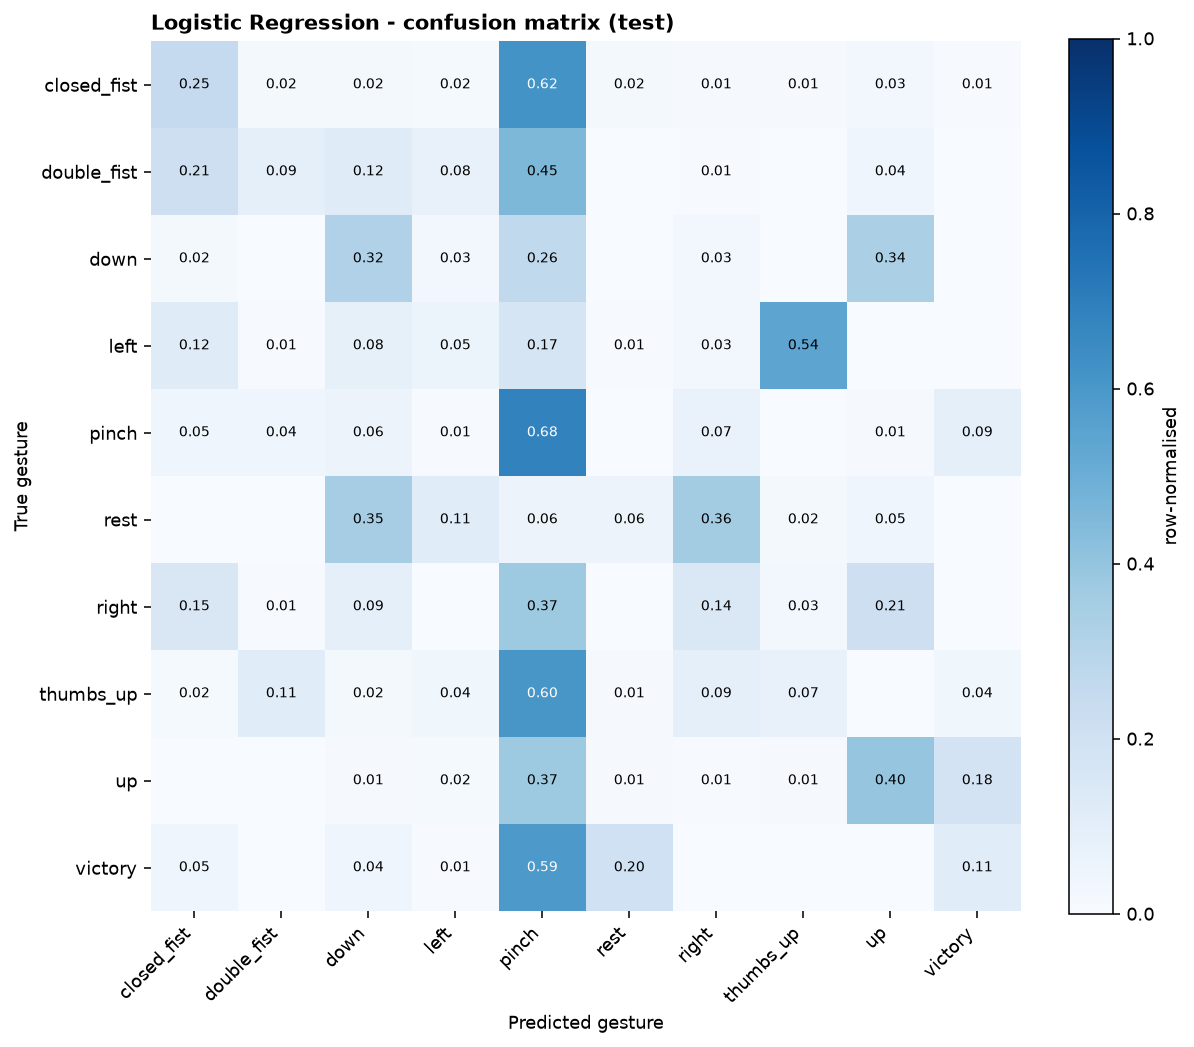 Logistic Regression - confusion matrix (test)
closed_fist 0.25 0.02 0.02 0.02 0.62 0.02 0.01 0.01 0.03 0.01
double_fist 0.21 0.09 0.12 0.08 0.45 0.01 0.04
down 0.02 0.32 0.03 0.26 0.03 0.34
left 0.12 0.01 0.08 0.05 0.17 0.01 0.03 0.54
pinch 0.05 0.04 0.06 0.01 0.68 0.07 0.01 0.09
rest 0.35 0.11 0.06 0.06 0.36 0.02 0.05
right 0.15 0.01 0.09 0.37 0.14 0.03 0.21
thumbs_up 0.02 0.11 0.02 0.04 0.60 0.01 0.09 0.07 0.04
up 0.01 0.02 0.37 0.01 0.01 0.01 0.40 0.18
victory 0.05 0.04 0.01 0.59 0.20 0.11
closed_fist double_fist down left pinch rest right thumbs_up up victory
Predicted gesture
True gesture
1.0
0.8
0.6
0.4
0.2
0.0
row-normalised